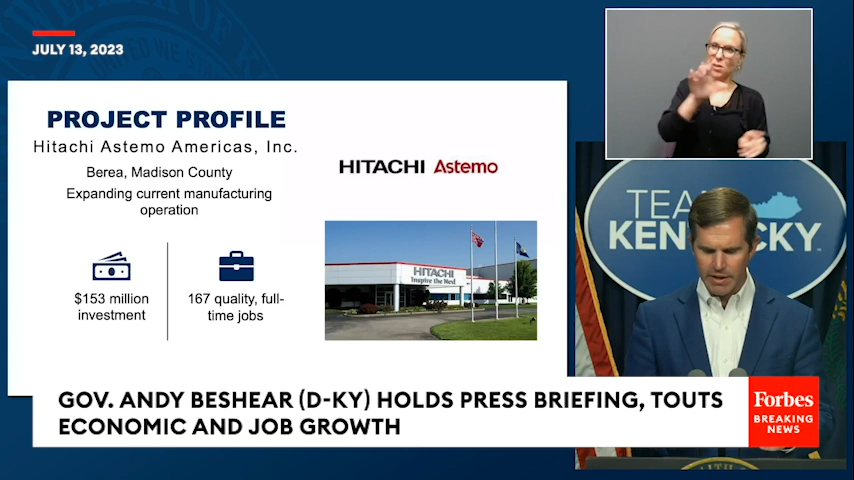 JULY 13, 2023
PROJECT PROFILE
Hitachi Astemo Americas, Inc.
Berea, Madison County
Expanding current manufacturing
operation
$153 million
investment
167 quality, full-
time jobs
HITACHI Astemo
HITACHI
Inspire the Next
TEAM
KENTUCKY
GOV. ANDY BESHEAR (D-KY) HOLDS PRESS BRIEFING, TOUTS
ECONOMIC AND JOB GROWTH
Forbes
BREAKING
NEWS